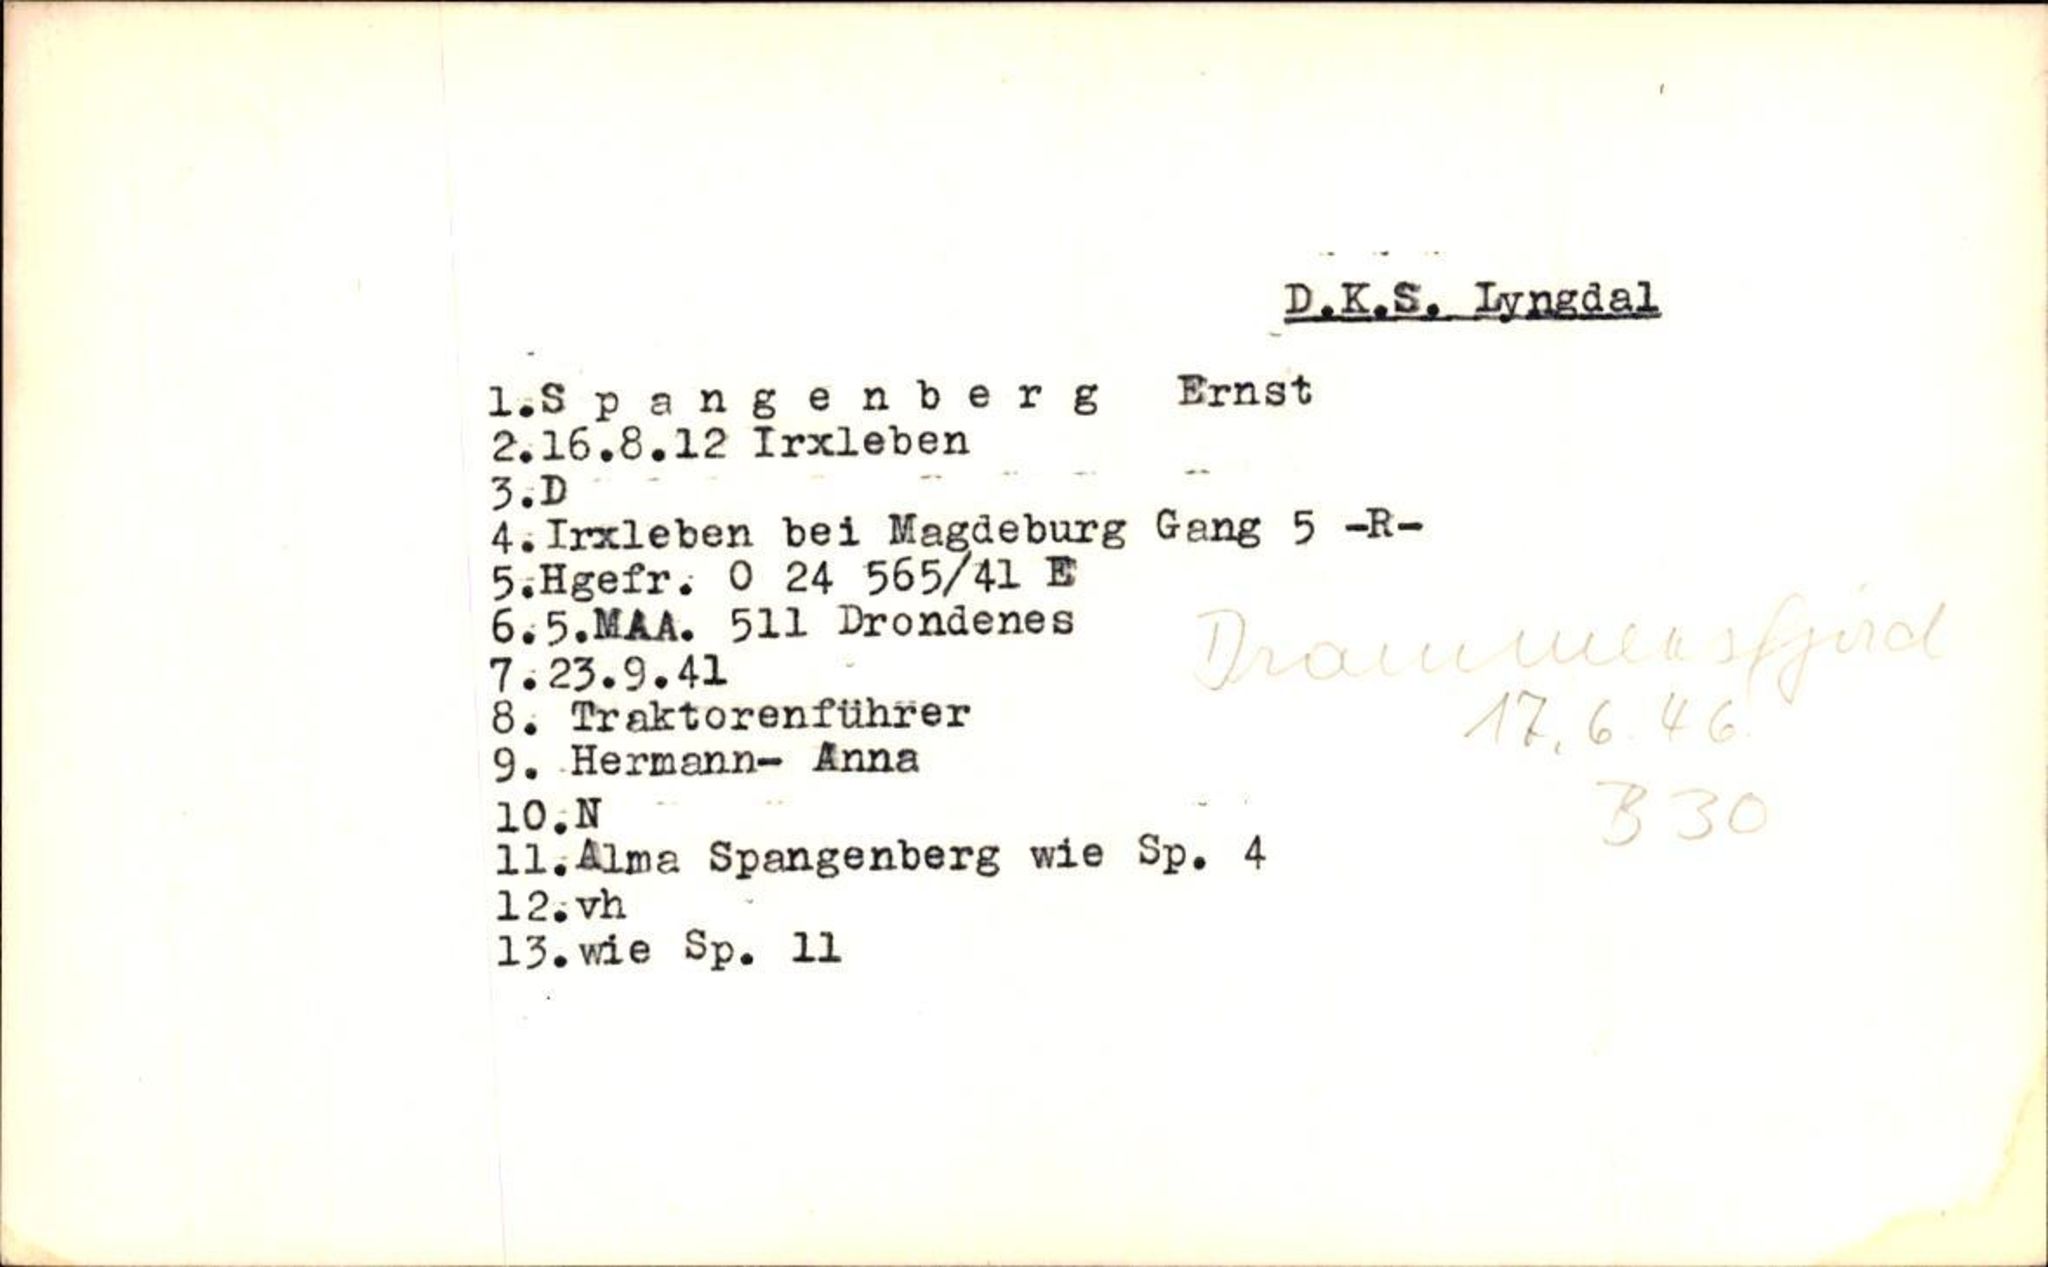 D.K.S. Lyngdal
1.S p a n g e n b e r g Ernst
2.16.8.12 Irxleben
3.D
4.Irxleben bei Magdeburg Gang 5 -R-
5.Hgefr. O 24 565/41 E
6.5.MAA. 511 Drondenes
7.23.9.41
8. Traktorenführer
9. Hermann- Anna
10.N
11.Alma Spangenberg wie Sp. 4
12.vh
13.wie Sp. 11
Drammensfjord
17.6.46
B 30